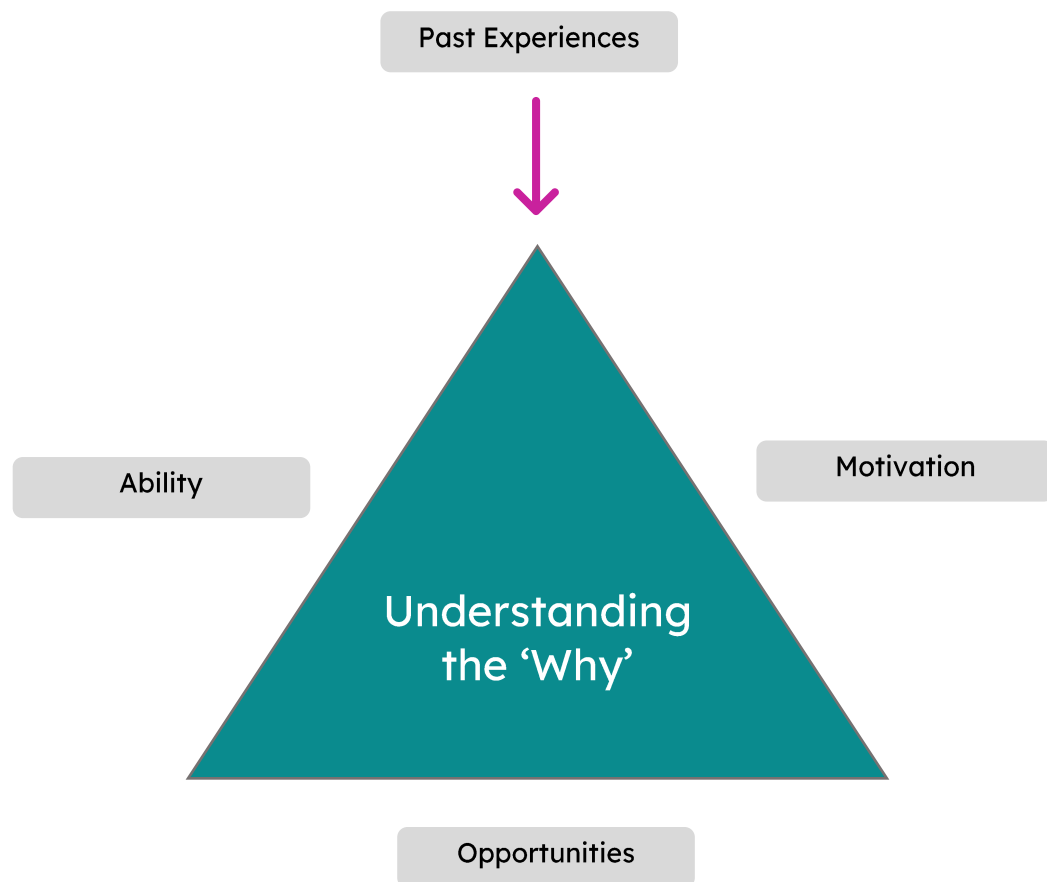 Past Experiences
Ability
Motivation
Understanding
the ‘Why’
Opportunities